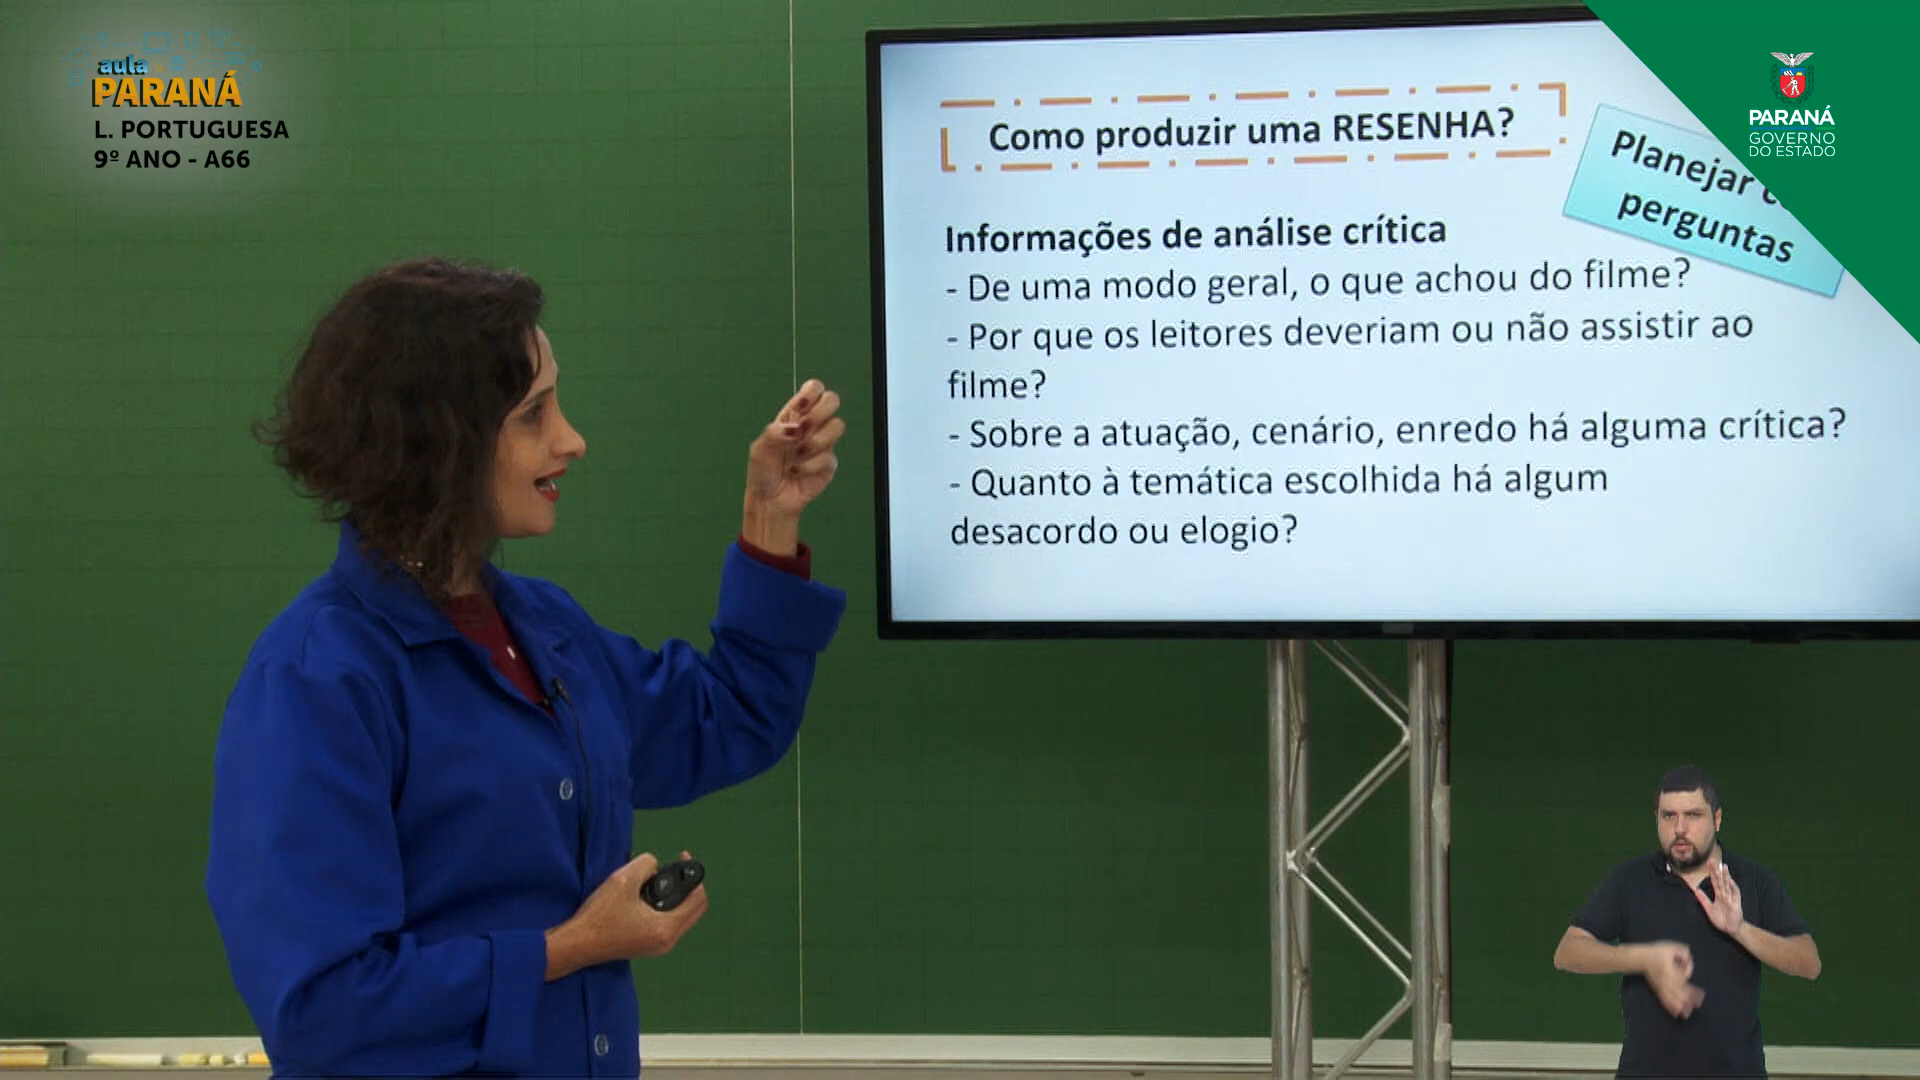 aula
PARANÁ
L. PORTUGUESA
9º ANO - A66
Como produzir uma RESENHA?
Planejar
perguntas
Informações de análise crítica
- De uma modo geral, o que achou do filme?
- Por que os leitores deveriam ou não assistir ao
filme?
- Sobre a atuação, cenário, enredo há alguma crítica?
- Quanto à temática escolhida há algum
desacordo ou elogio?
PARANÁ
GOVERNO
DO ESTADO